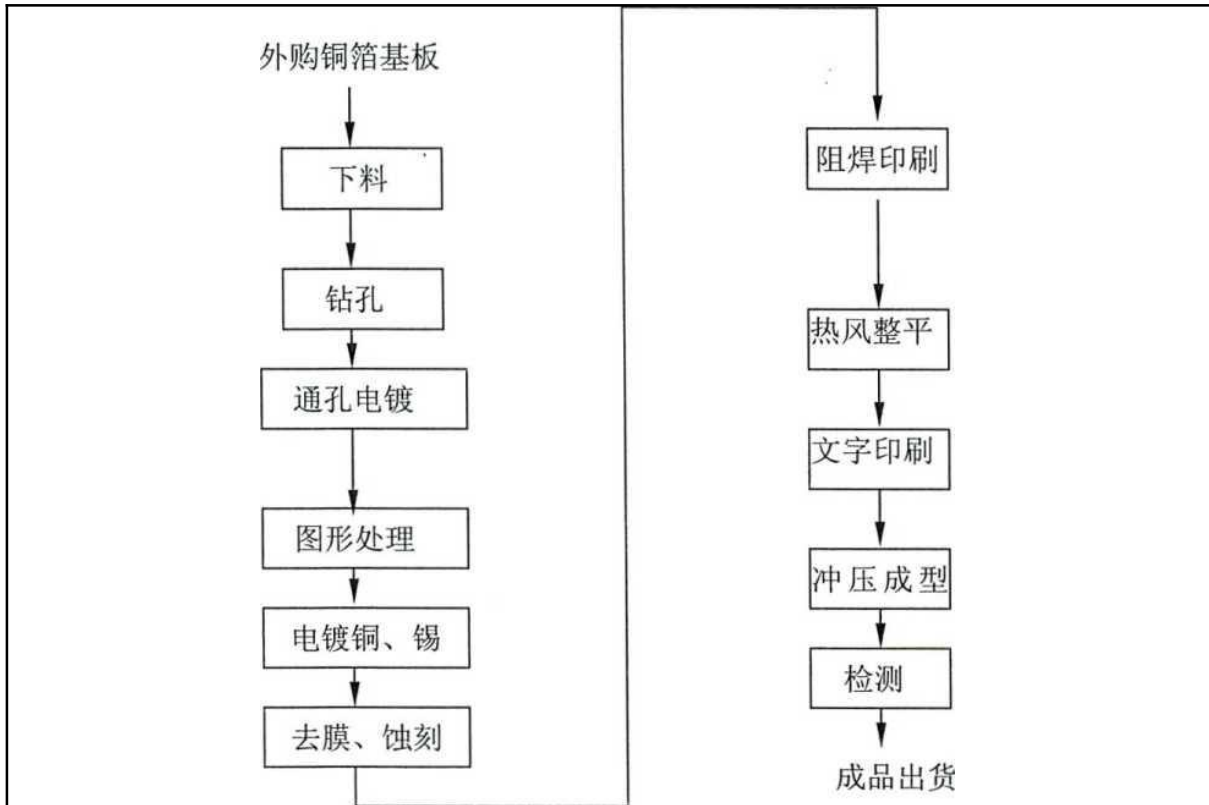 外购铜箔基板
下料
钻孔
通孔电镀
图形处理
电镀铜、锡
去膜、蚀刻
阻焊印刷
热风整平
文字印刷
冲压成型
检测
成品出货